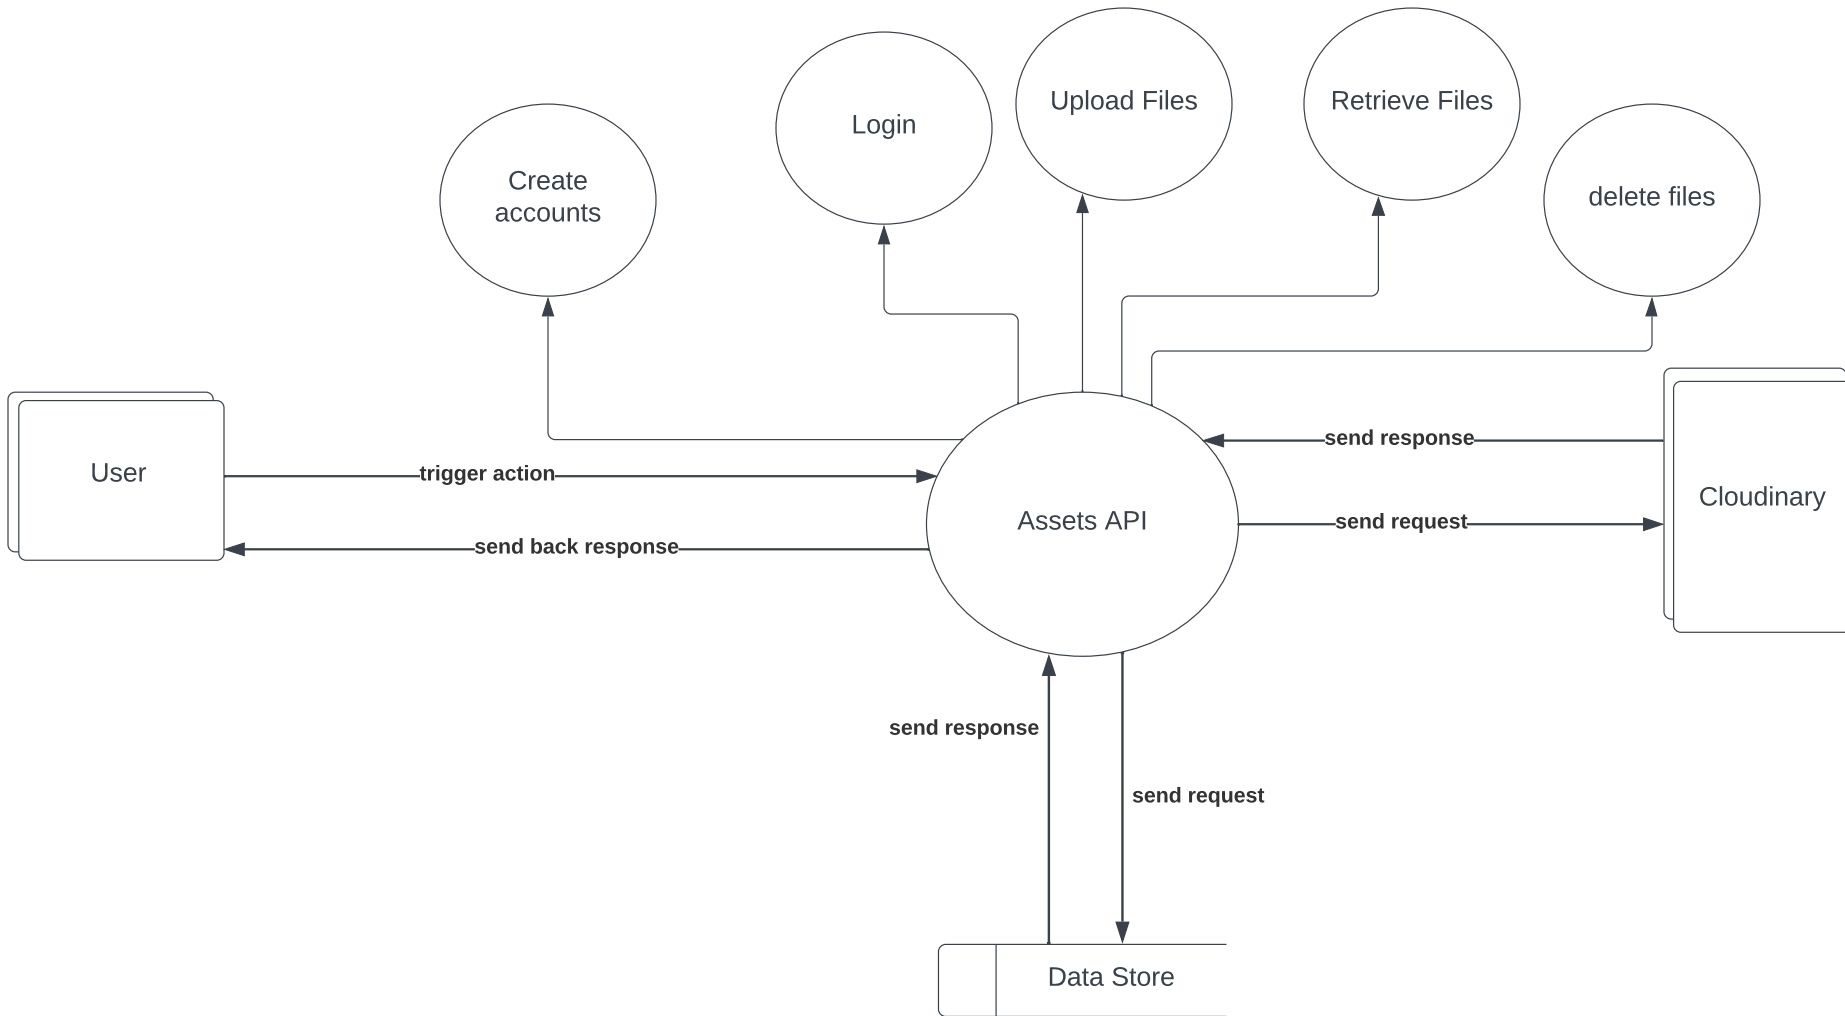 Upload Files
Retrieve Files
Login
Create
accounts
delete files
User
trigger action
send back response
Assets API
send response
send request
Cloudinary
send response
send request
Data Store